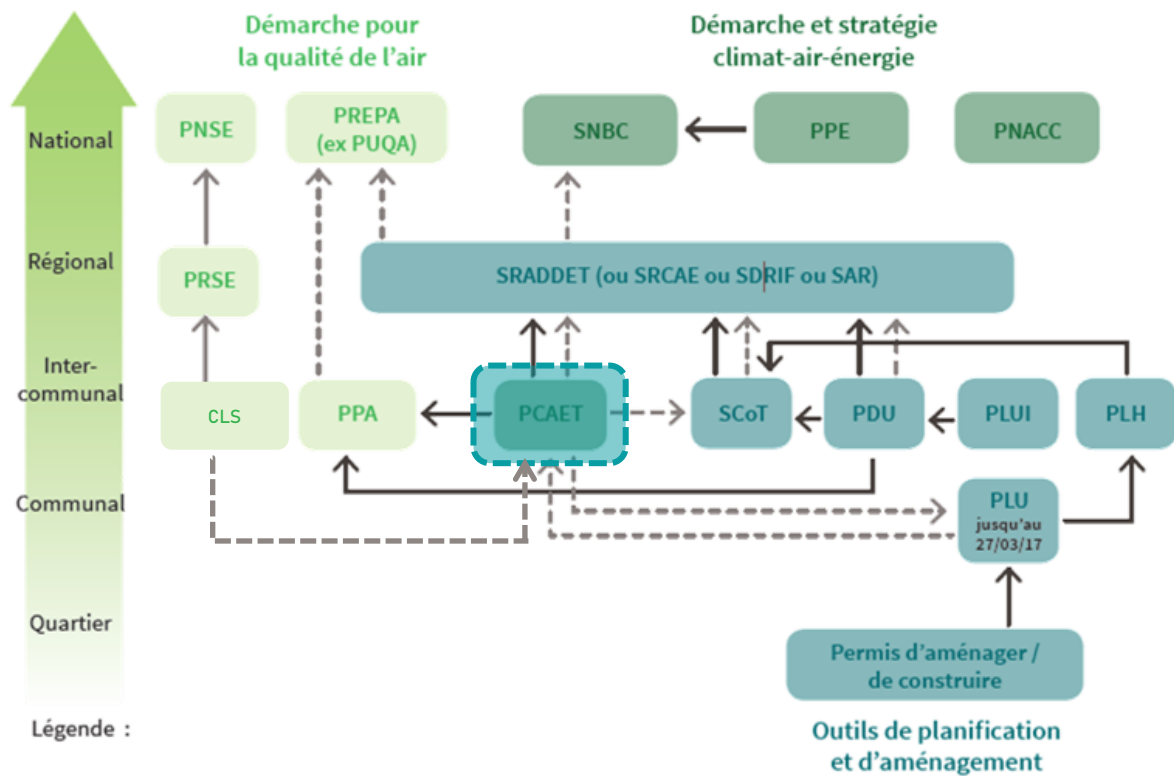 Démarche pour
la qualité de l'air
Démarche et stratégie
climat-air-énergie
National
PNSE
PREPA
(ex PUQA)
SNBC
PPE
PNACC
Régional
PRSE
SRADDET (ou SRCAE ou SDRIF ou SAR)
Inter-
communal
CLS
PPA
PCAET
SCoT
PDU
PLUI
PLH
Communal
PLU
jusqu'au
27/03/17
Quartier
Permis d'aménager /
de construire
Légende :
Outils de planification
et d'aménagement